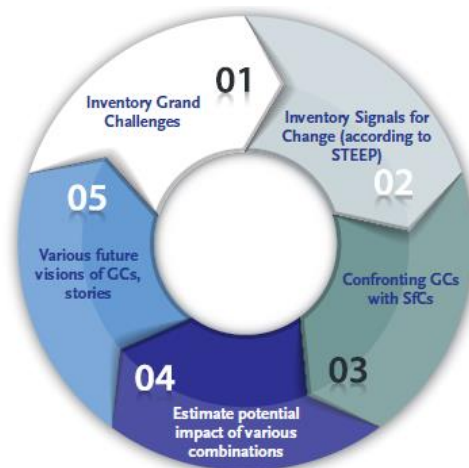 01
Inventory Grand
Challenges
Inventory Signals for
Change (according to
STEEP)
02
Confronting GCs
with SfCs
03
04
Estimate potential
impact of various
combinations
05
Various future
visions of GCs,
stories